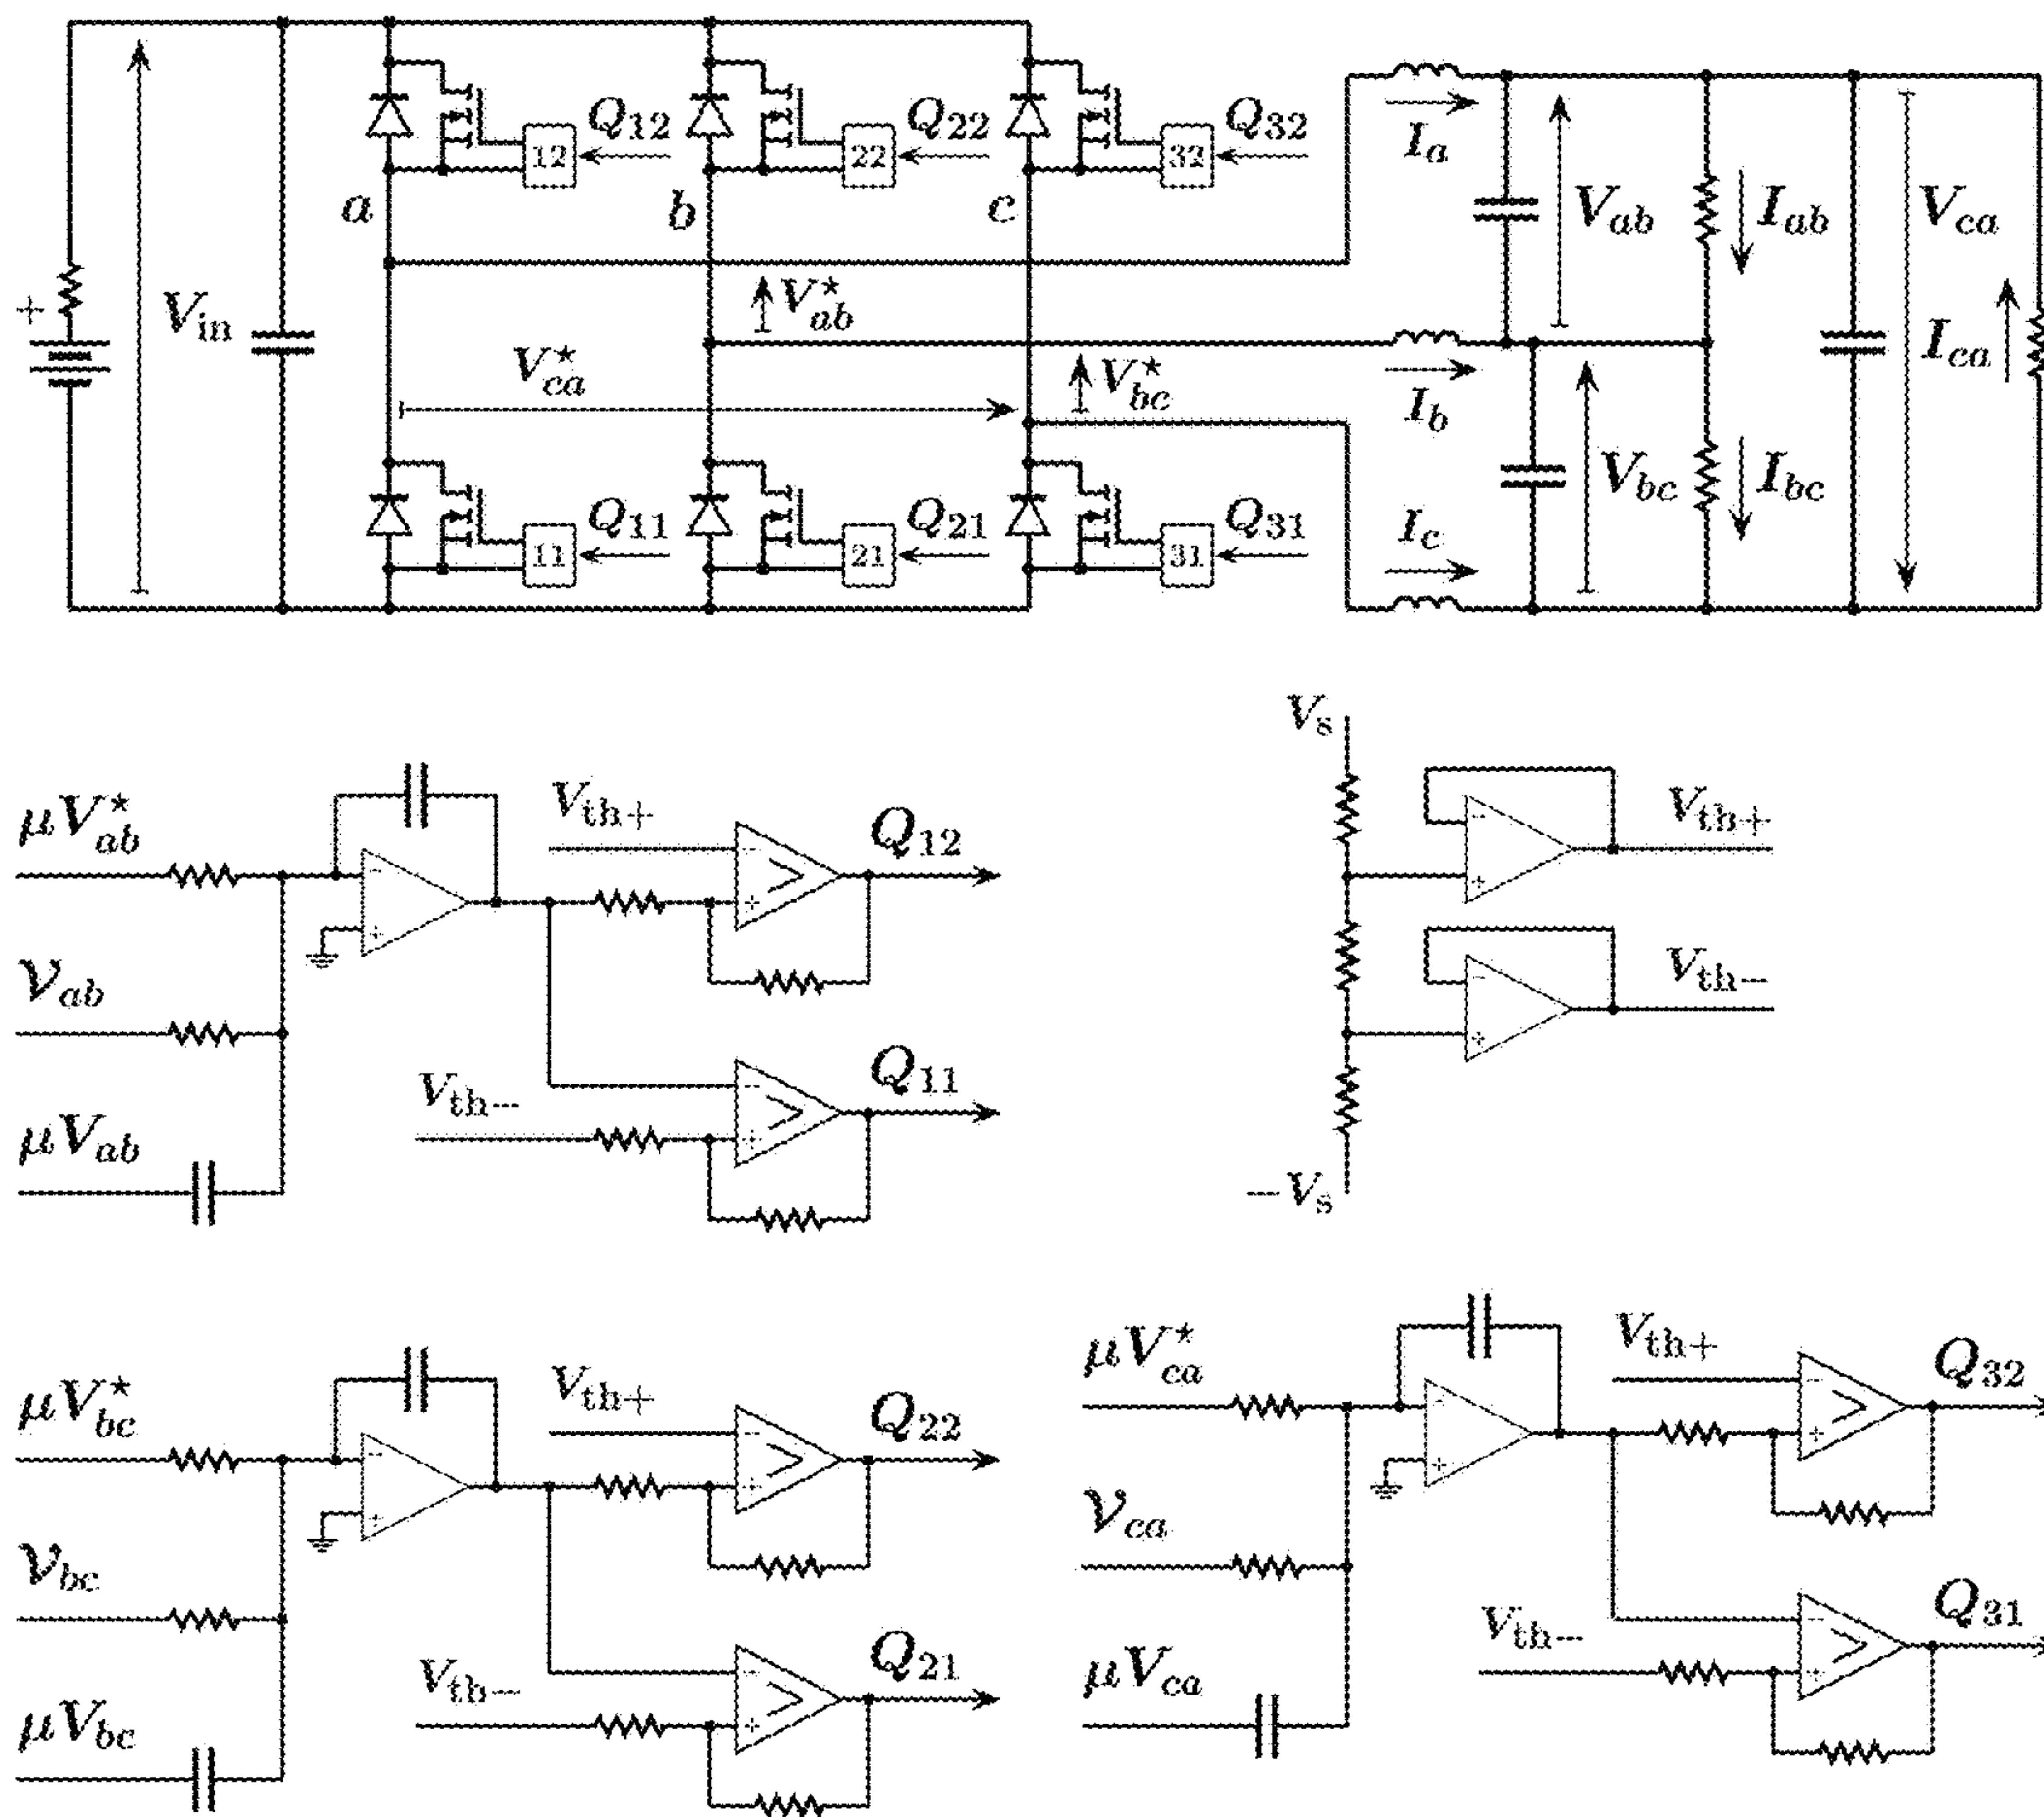 Q₁₂ Q₂₂ Q₃₂
12 22 32
a b c
I_a
V_ab I_ab V_ca
+ V_in
V*_ab
V*_ca V*_bc
I_b
I_ca
V_bc I_bc
Q₁₁ Q₂₁ Q₃₁
11 21 31
I_c
V_s
μV*_ab
V_th+
Q₁₂
- + - > +
𝒱_ab
V_th−
Q₁₁
- > +
μV_ab
- + V_th+
- + V_th−
−V_s
μV*_bc
V_th+
Q₂₂
- + - > +
𝒱_bc
V_th−
Q₂₁
- > +
μV_bc
μV*_ca
V_th+
Q₃₂
- + - > +
𝒱_ca
V_th−
Q₃₁
- > +
μV_ca